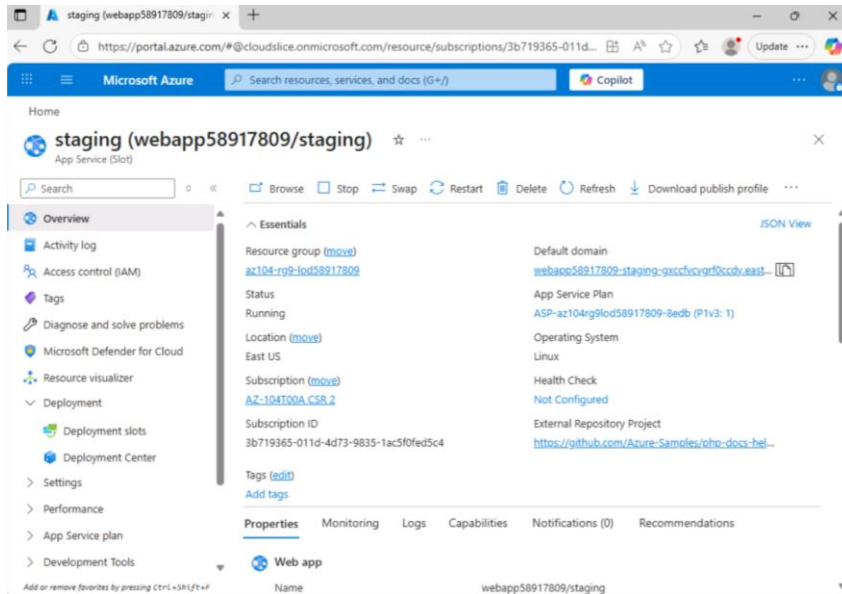 staging (webapp58917809/stagin
https://portal.azure.com/#@cloudslice.onmicrosoft.com/resource/subscriptions/3b719365-011d...
Update
Microsoft Azure
Search resources, services, and docs (G+/)
Copilot
Home
staging (webapp58917809/staging)
App Service (Slot)
Search
Browse Stop Swap Restart Delete Refresh Download publish profile
Overview
Activity log
Access control (IAM)
Tags
Diagnose and solve problems
Microsoft Defender for Cloud
Resource visualizer
Deployment
Deployment slots
Deployment Center
Settings
Performance
App Service plan
Development Tools
Add or remove favorites by pressing Ctrl+Shift+F
Essentials
JSON View
Resource group (move)
az104-rg9-lod58917809
Status
Running
Location (move)
East US
Subscription (move)
AZ-104T00A CSR 2
Subscription ID
3b719365-011d-4d73-9835-1ac5f0fed5c4
Tags (edit)
Add tags
Default domain
webapp58917809-staging-gxccfvcvgrf0ccdv.east...
App Service Plan
ASP-az104rg9lod58917809-8edb (P1v3: 1)
Operating System
Linux
Health Check
Not Configured
External Repository Project
https://github.com/Azure-Samples/php-docs-hel...
Properties Monitoring Logs Capabilities Notifications (0) Recommendations
Web app
Name webapp58917809/staging